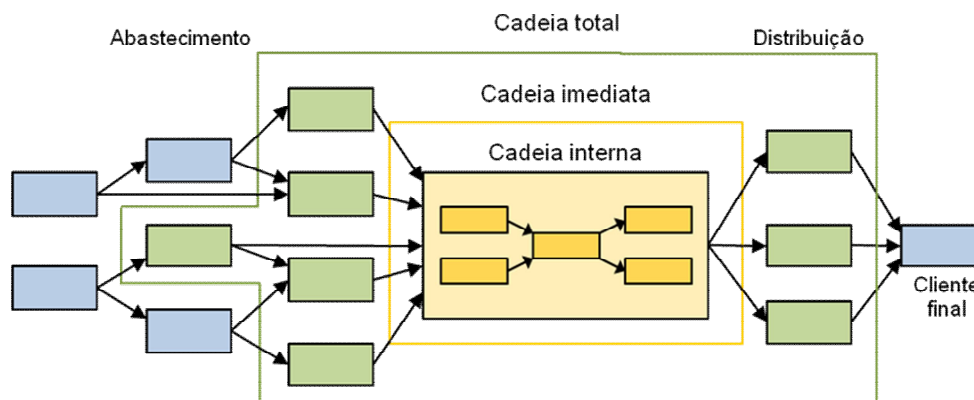 Cadeia total
Abastecimento
Distribuição
Cadeia imediata
Cadeia interna
Cliente
final